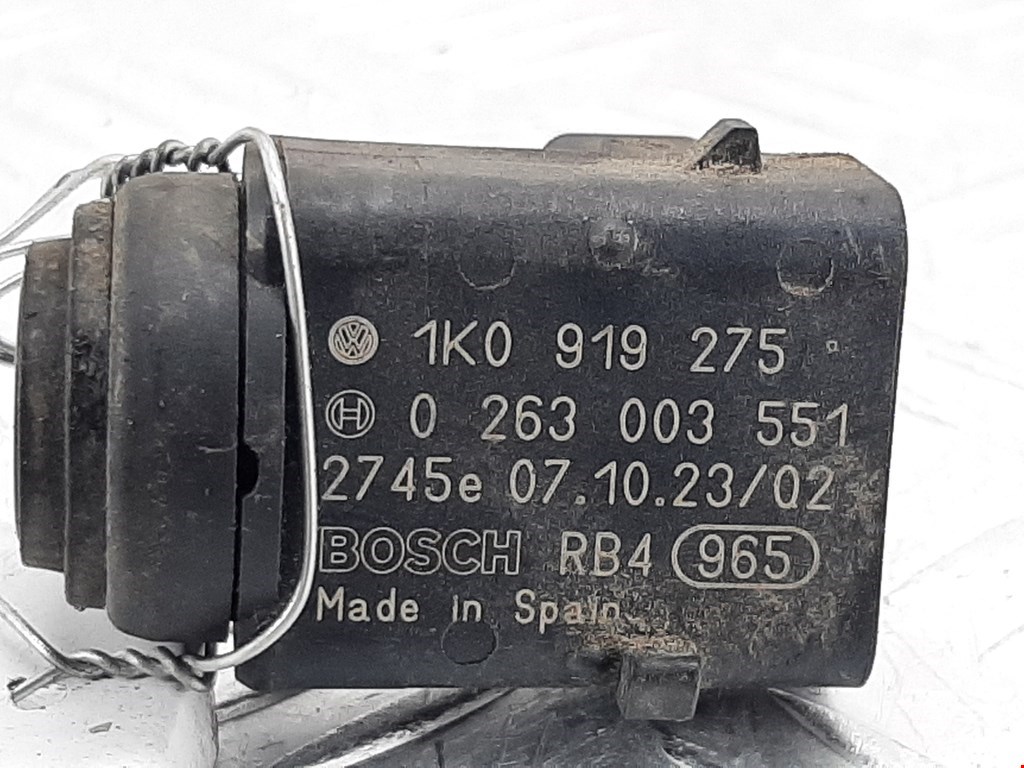 1K0 919 275
0 263 003 551
2745e 07.10.23/02
BOSCH RB4 965
Made in Spain